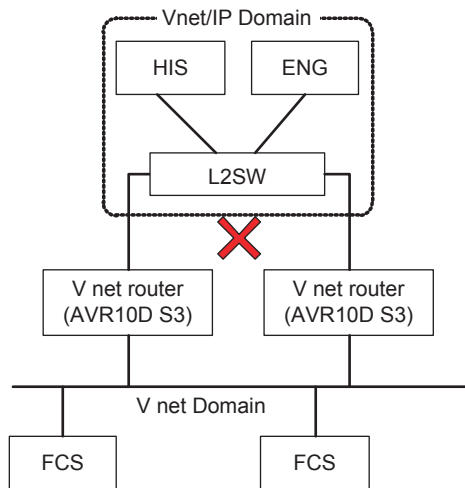 Vnet/IP Domain
HIS
ENG
L2SW
V net router
(AVR10D S3)
V net router
(AVR10D S3)
V net Domain
FCS
FCS